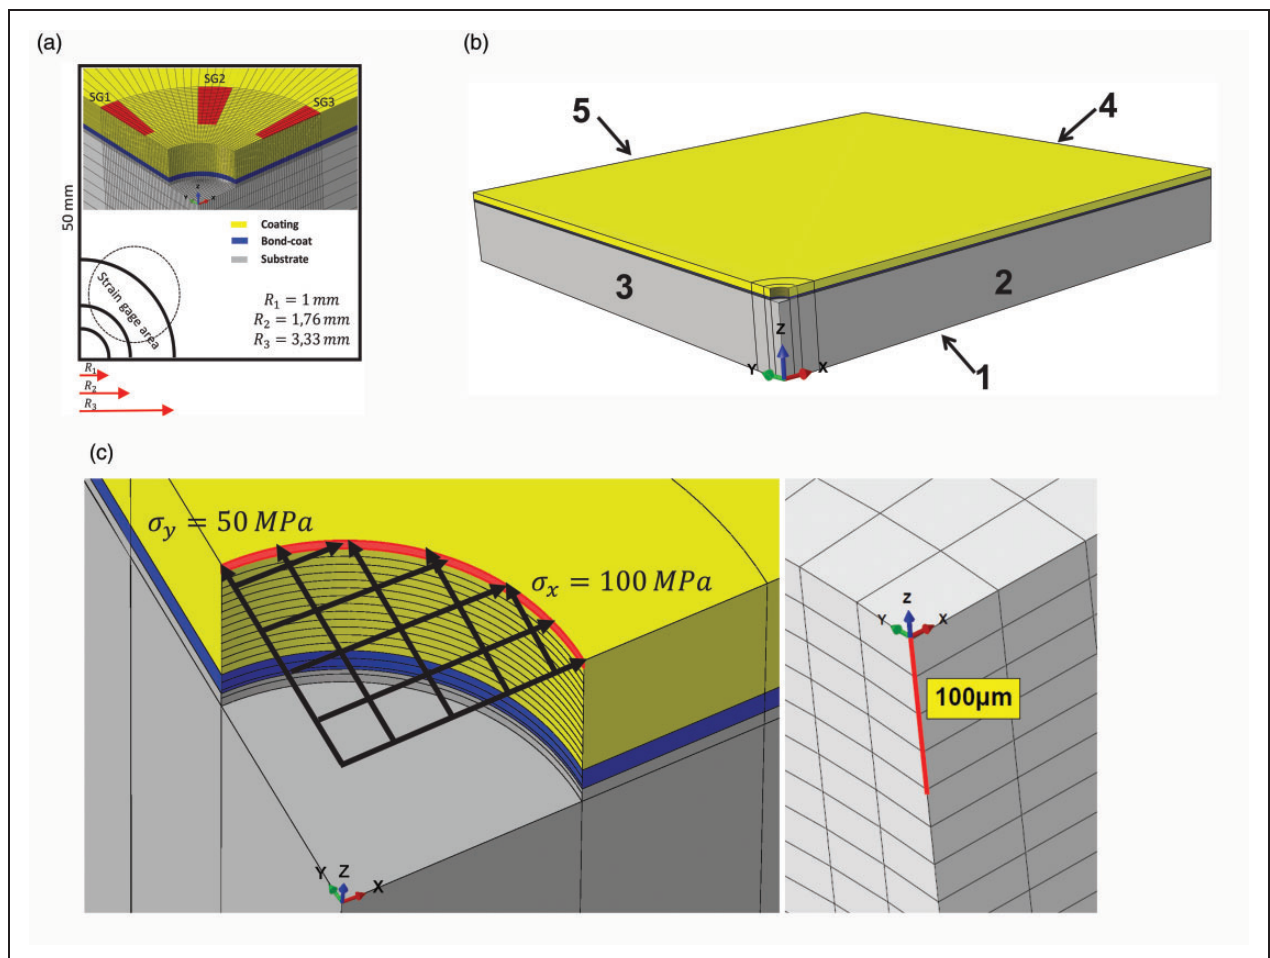 (a)
SG1
SG2
SG3
Z
Y
X
50 mm
Coating
Bond-coat
Substrate
Strain gage area
R₁ = 1 mm
R₂ = 1,76 mm
R₃ = 3,33 mm
R₁
R₂
R₃
(b)
5
4
3
2
1
Z
Y
X
(c)
σy = 50 MPa
σx = 100 MPa
Y
Z
X
Z
Y
X
100µm